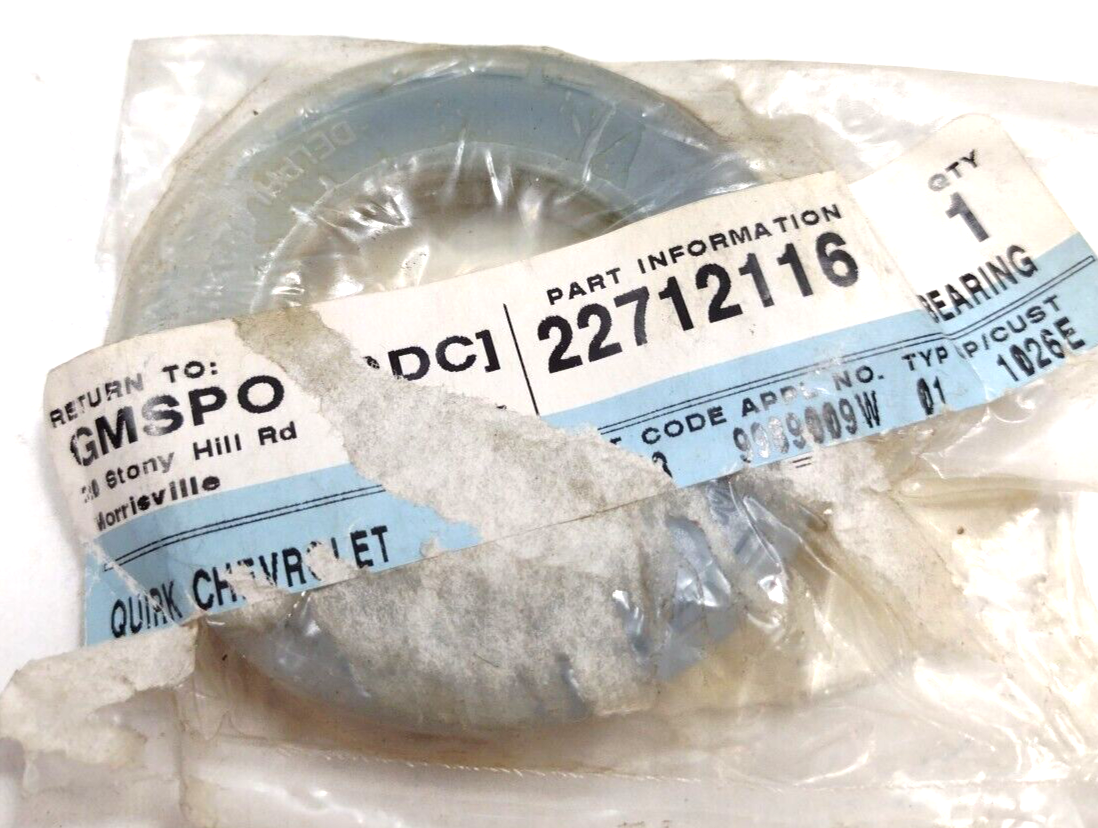 DELPHI
RETURN TO:
GMSPO
Stony Hill Rd
Morrisville
DC]
PART INFORMATION
22712116
QTY
1
BEARING
CODE APPL NO. TYP P/CUST
3 9009009W 01 1026E
QUIRK CHEVROLET